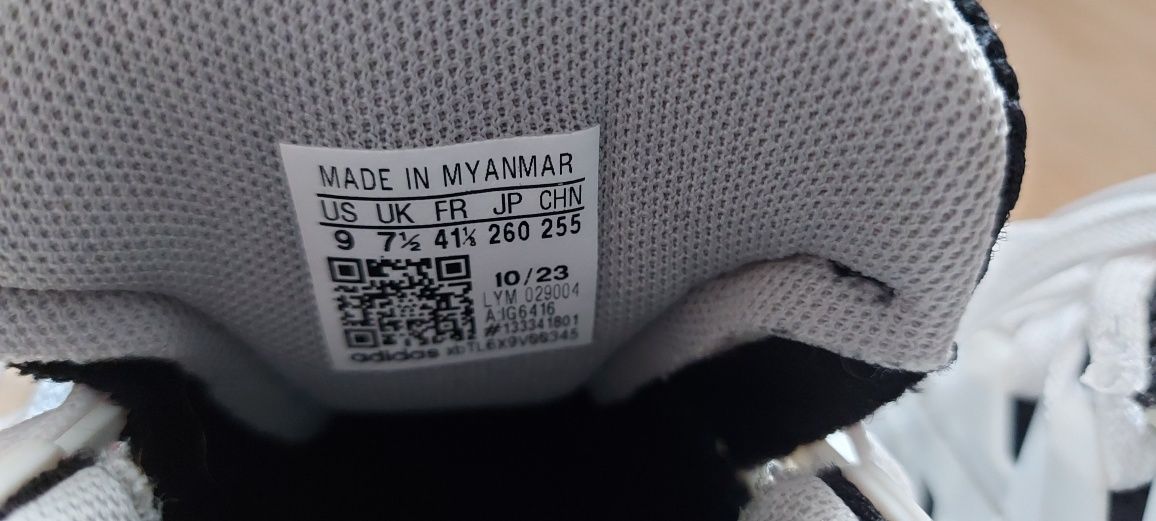 MADE IN MYANMAR
US UK FR JP CHN
9 7½ 41⅓ 260 255
10/23
LYM 029004
A:IG6416
#133341801
adidas